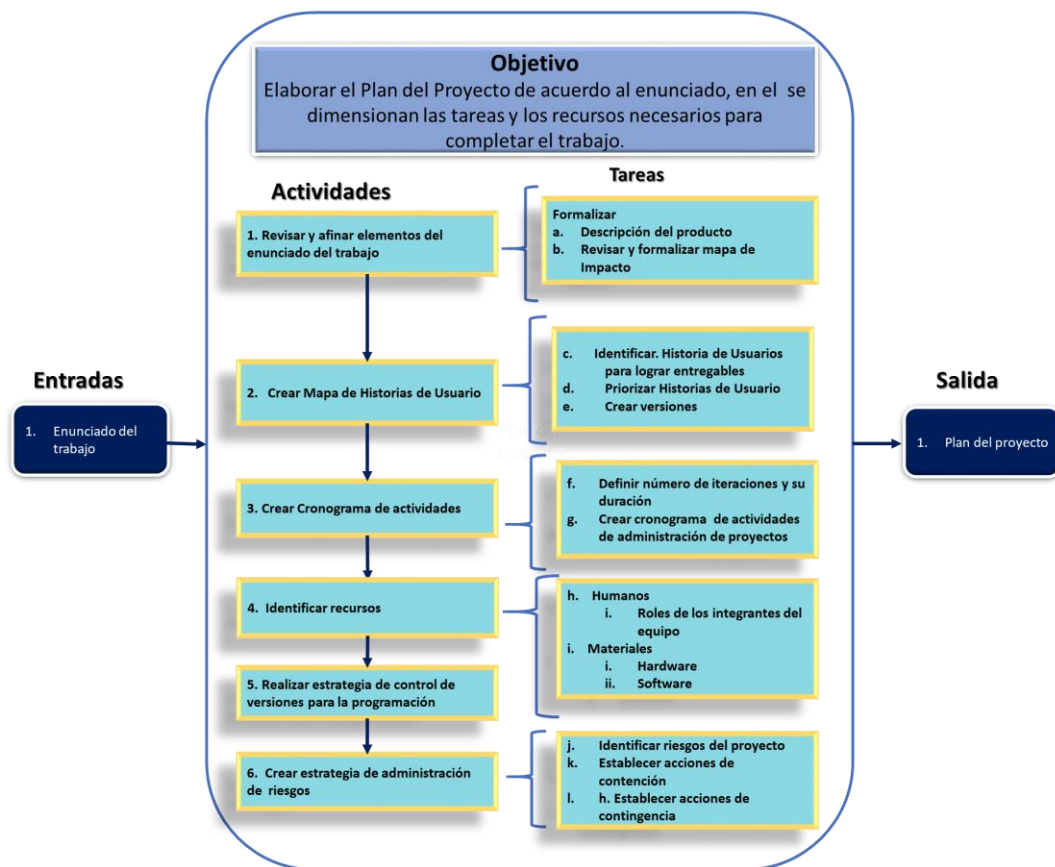 Objetivo
Elaborar el Plan del Proyecto de acuerdo al enunciado, en el  se
dimensionan las tareas y los recursos necesarios para
completar el trabajo.
Actividades
Tareas
1. Revisar y afinar elementos del
enunciado del trabajo
Formalizar
a. Descripción del producto
b. Revisar y formalizar mapa de
Impacto
Entradas
1. Enunciado del
trabajo
2. Crear Mapa de Historias de Usuario
c. Identificar. Historia de Usuarios
para lograr entregables
d. Priorizar Historias de Usuario
e. Crear versiones
Salida
1. Plan del proyecto
3. Crear Cronograma de actividades
f. Definir número de iteraciones y su
duración
g. Crear cronograma de actividades
de administración de proyectos
4. Identificar recursos
h. Humanos
i. Roles de los integrantes del
equipo
i. Materiales
i. Hardware
ii. Software
5. Realizar estrategia de control de
versiones para la programación
6. Crear estrategia de administración
de riesgos
j. Identificar riesgos del proyecto
k. Establecer acciones de
contención
l. h. Establecer acciones de
contingencia